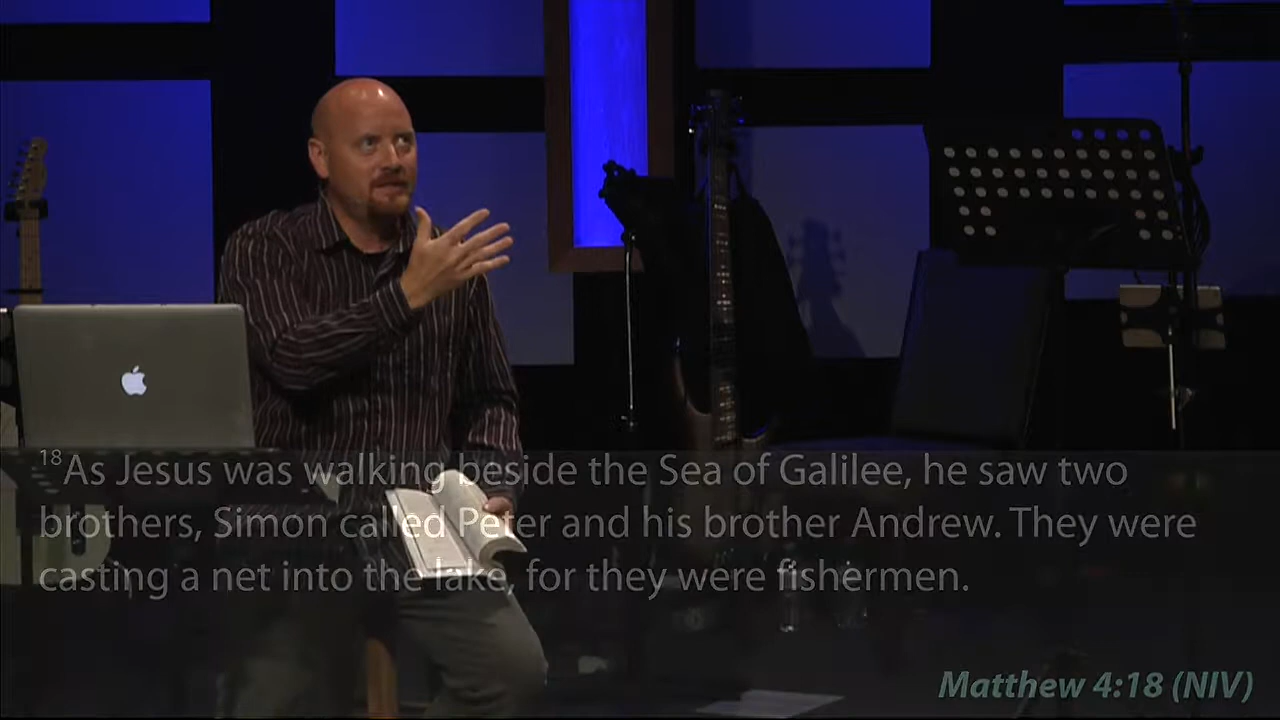 18As Jesus was walking beside the Sea of Galilee, he saw two
brothers, Simon called Peter and his brother Andrew. They were
casting a net into the lake, for they were fishermen.
Matthew 4:18 (NIV)